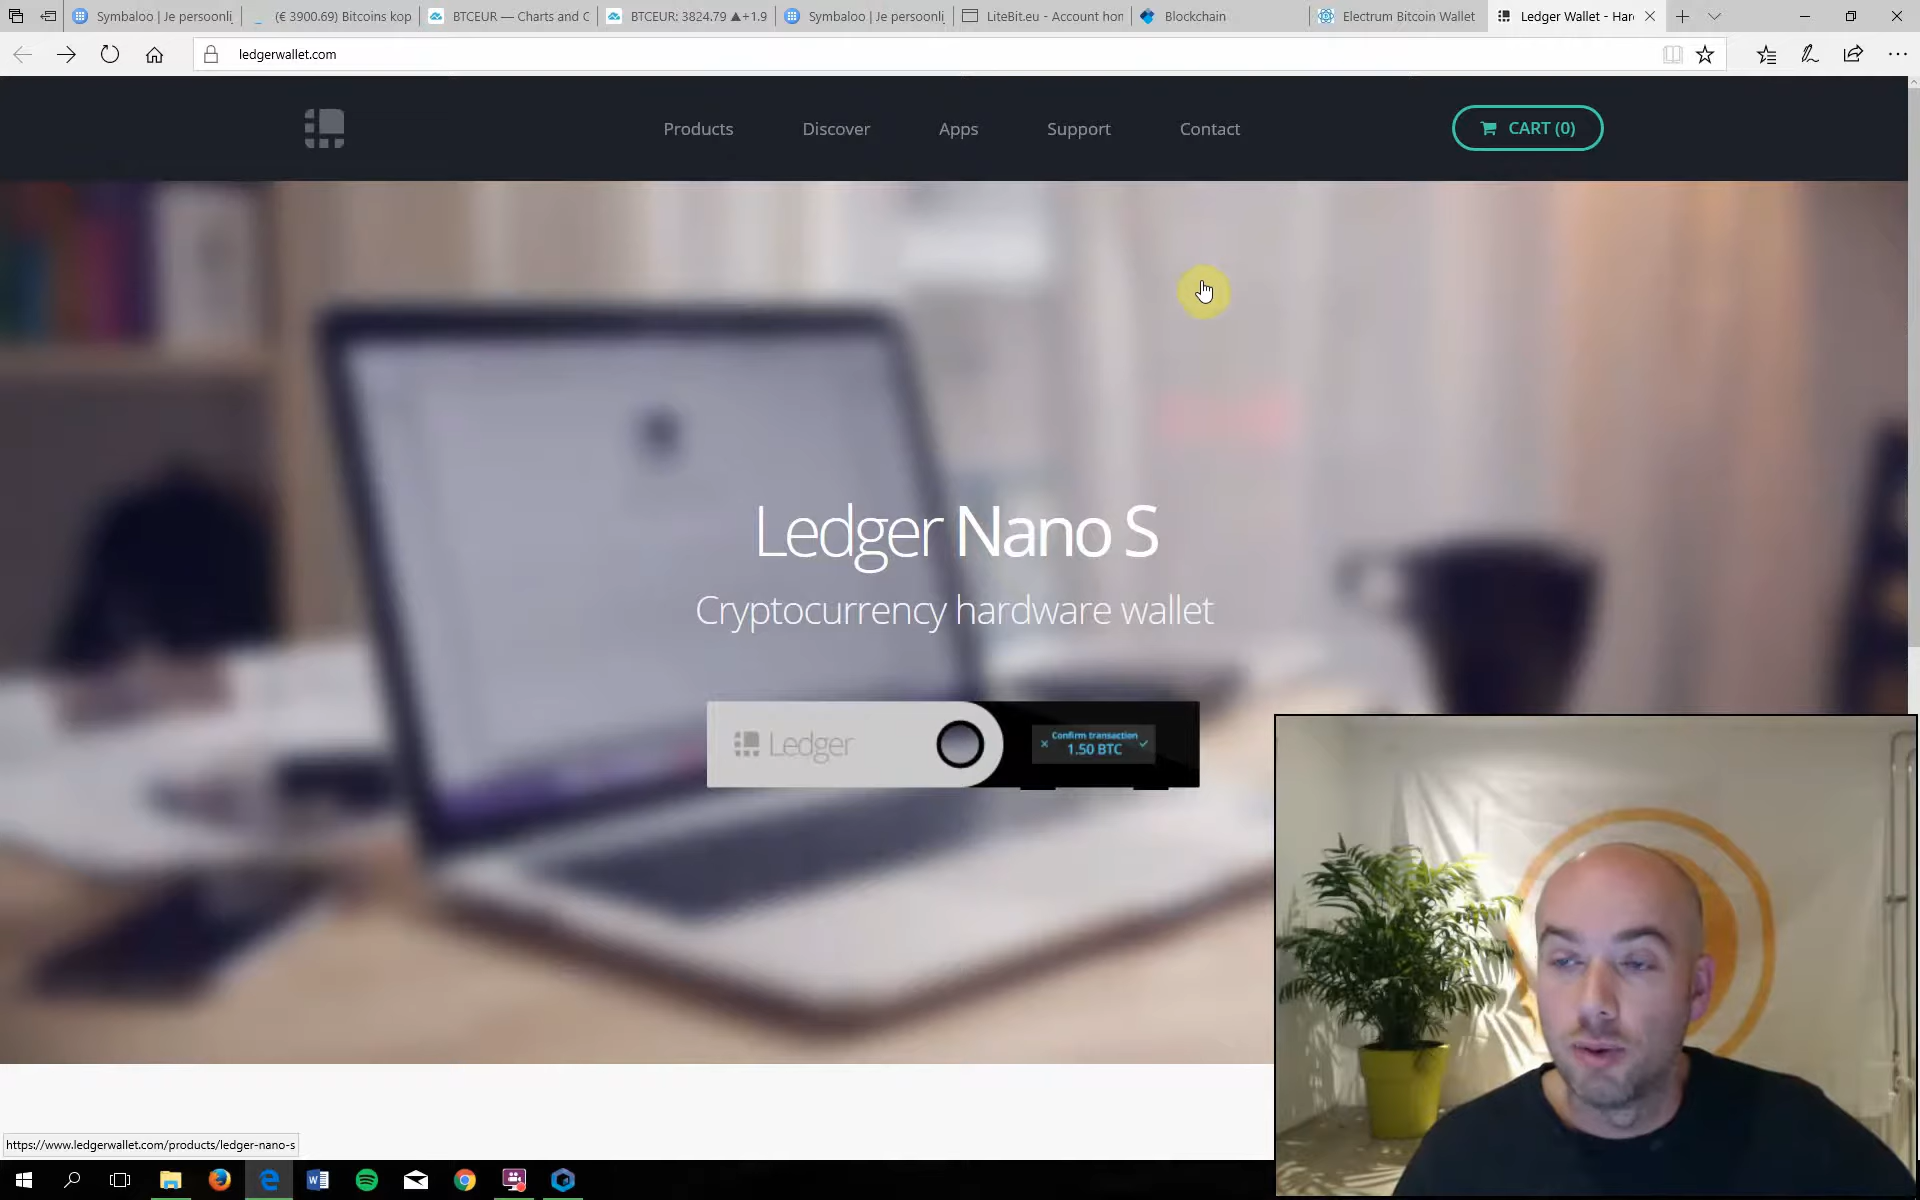 Symbaloo | Je persoonlij
(€ 3900.69) Bitcoins kop
BTCEUR — Charts and C
BTCEUR; 3824.79 ▲+1.9
Symbaloo | Je persoonlij
LiteBit.eu - Account hom
Blockchain
Electrum Bitcoin Wallet
Ledger Wallet - Har
ledgerwallet.com
Products
Discover
Apps
Support
Contact
CART (0)
Ledger Nano S
Cryptocurrency hardware wallet
Ledger
Confirm transaction
1.50 BTC
https://www.ledgerwallet.com/products/ledger-nano-s